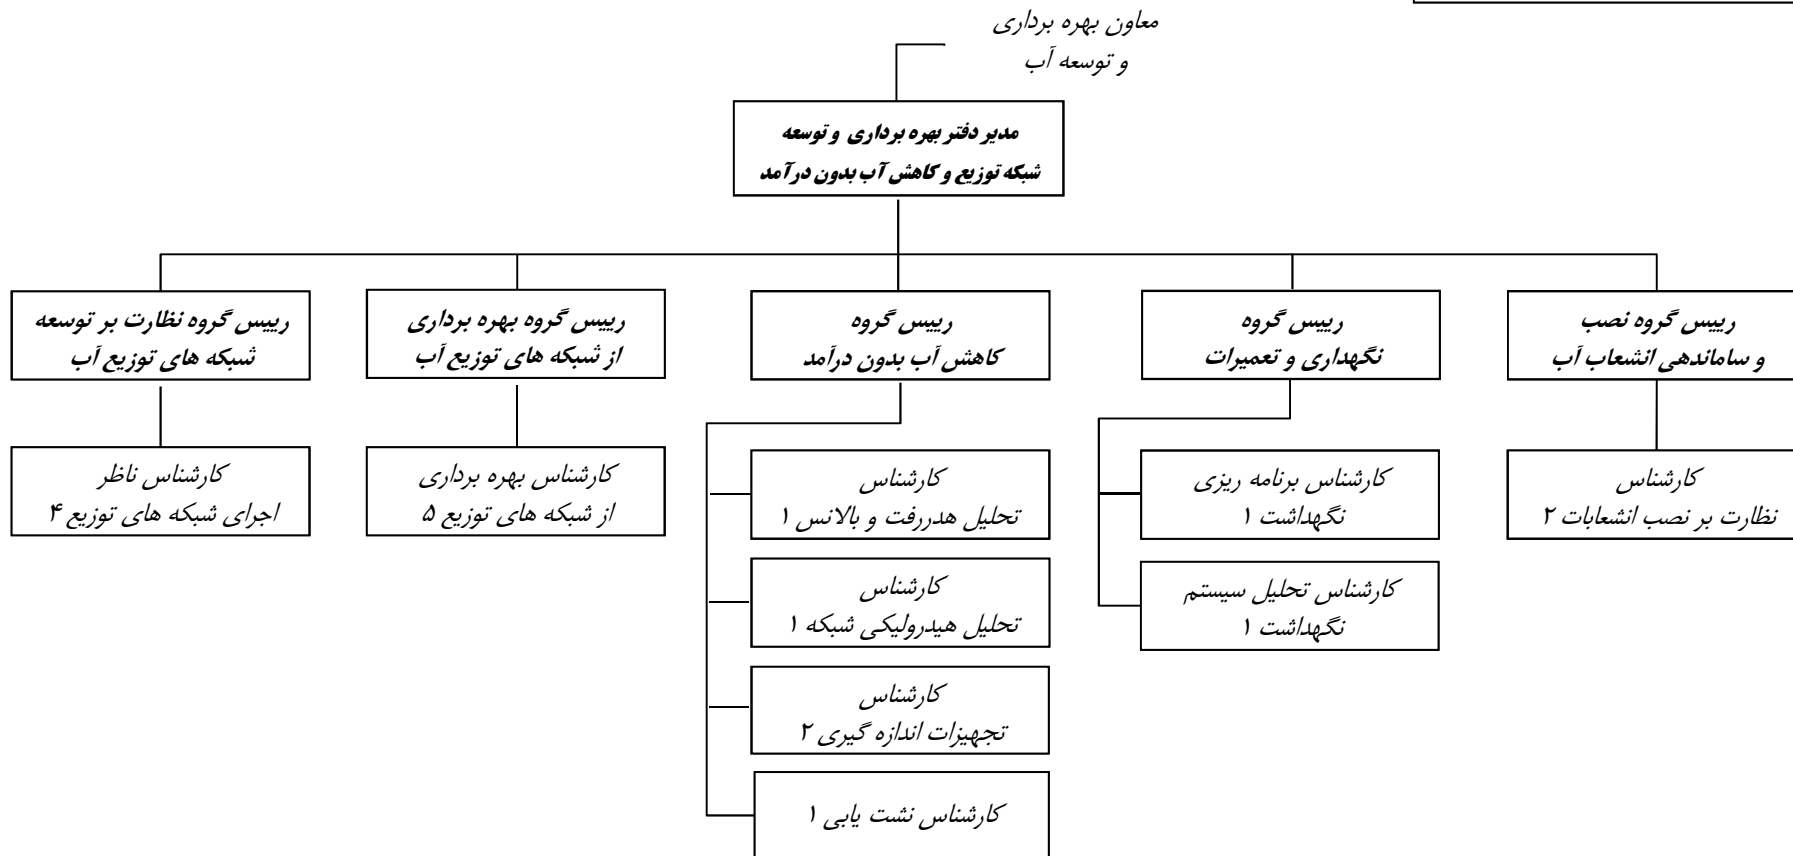 معاون بهره برداری
و توسعه آب
مدیر دفتر بهره برداری و توسعه
شبکه توزیع و کاهش آب بدون درآمد
رییس گروه نصب
و ساماندهی انشعاب آب
رییس گروه
نگهداری و تعمیرات
رییس گروه
کاهش آب بدون درآمد
رییس گروه بهره برداری
از شبکه های توزیع آب
رییس گروه نظارت بر توسعه
شبکه های توزیع آب
کارشناس
نظارت بر نصب انشعابات ۲
کارشناس برنامه ریزی
نگهداشت ۱
کارشناس تحلیل سیستم
نگهداشت ۱
کارشناس
تحلیل هدررفت و بالانس ۱
کارشناس
تحلیل هیدرولیکی شبکه ۱
کارشناس
تجهیزات اندازه گیری ۲
کارشناس نشت یابی ۱
کارشناس بهره برداری
از شبکه های توزیع ۵
کارشناس ناظر
اجرای شبکه های توزیع ۴